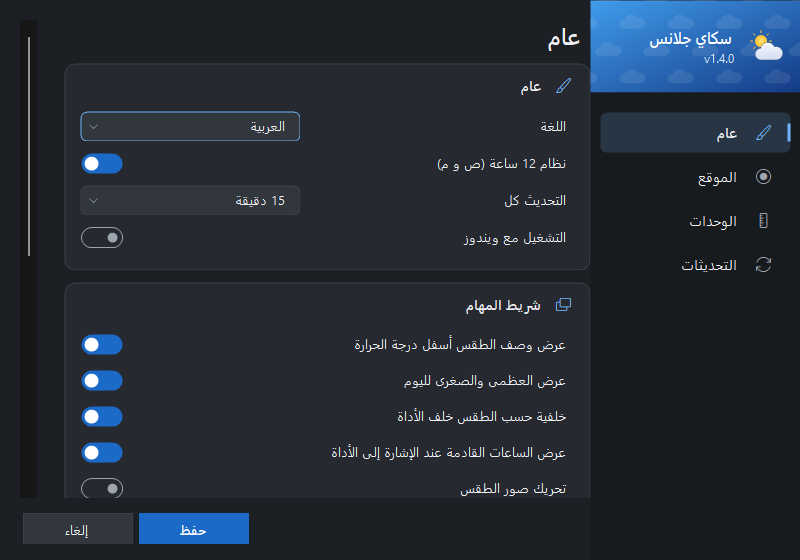 سكاي جلانس
v1.4.0
عام
الموقع
الوحدات
التحديثات
عام
عام
اللغة
العربية
نظام 12 ساعة (ص و م)
التحديث كل
15 دقيقة
التشغيل مع ويندوز
شريط المهام
عرض وصف الطقس أسفل درجة الحرارة
عرض العظمى والصغرى لليوم
خلفية حسب الطقس خلف الأداة
عرض الساعات القادمة عند الإشارة إلى الأداة
تحريك صور الطقس
حفظ
إلغاء